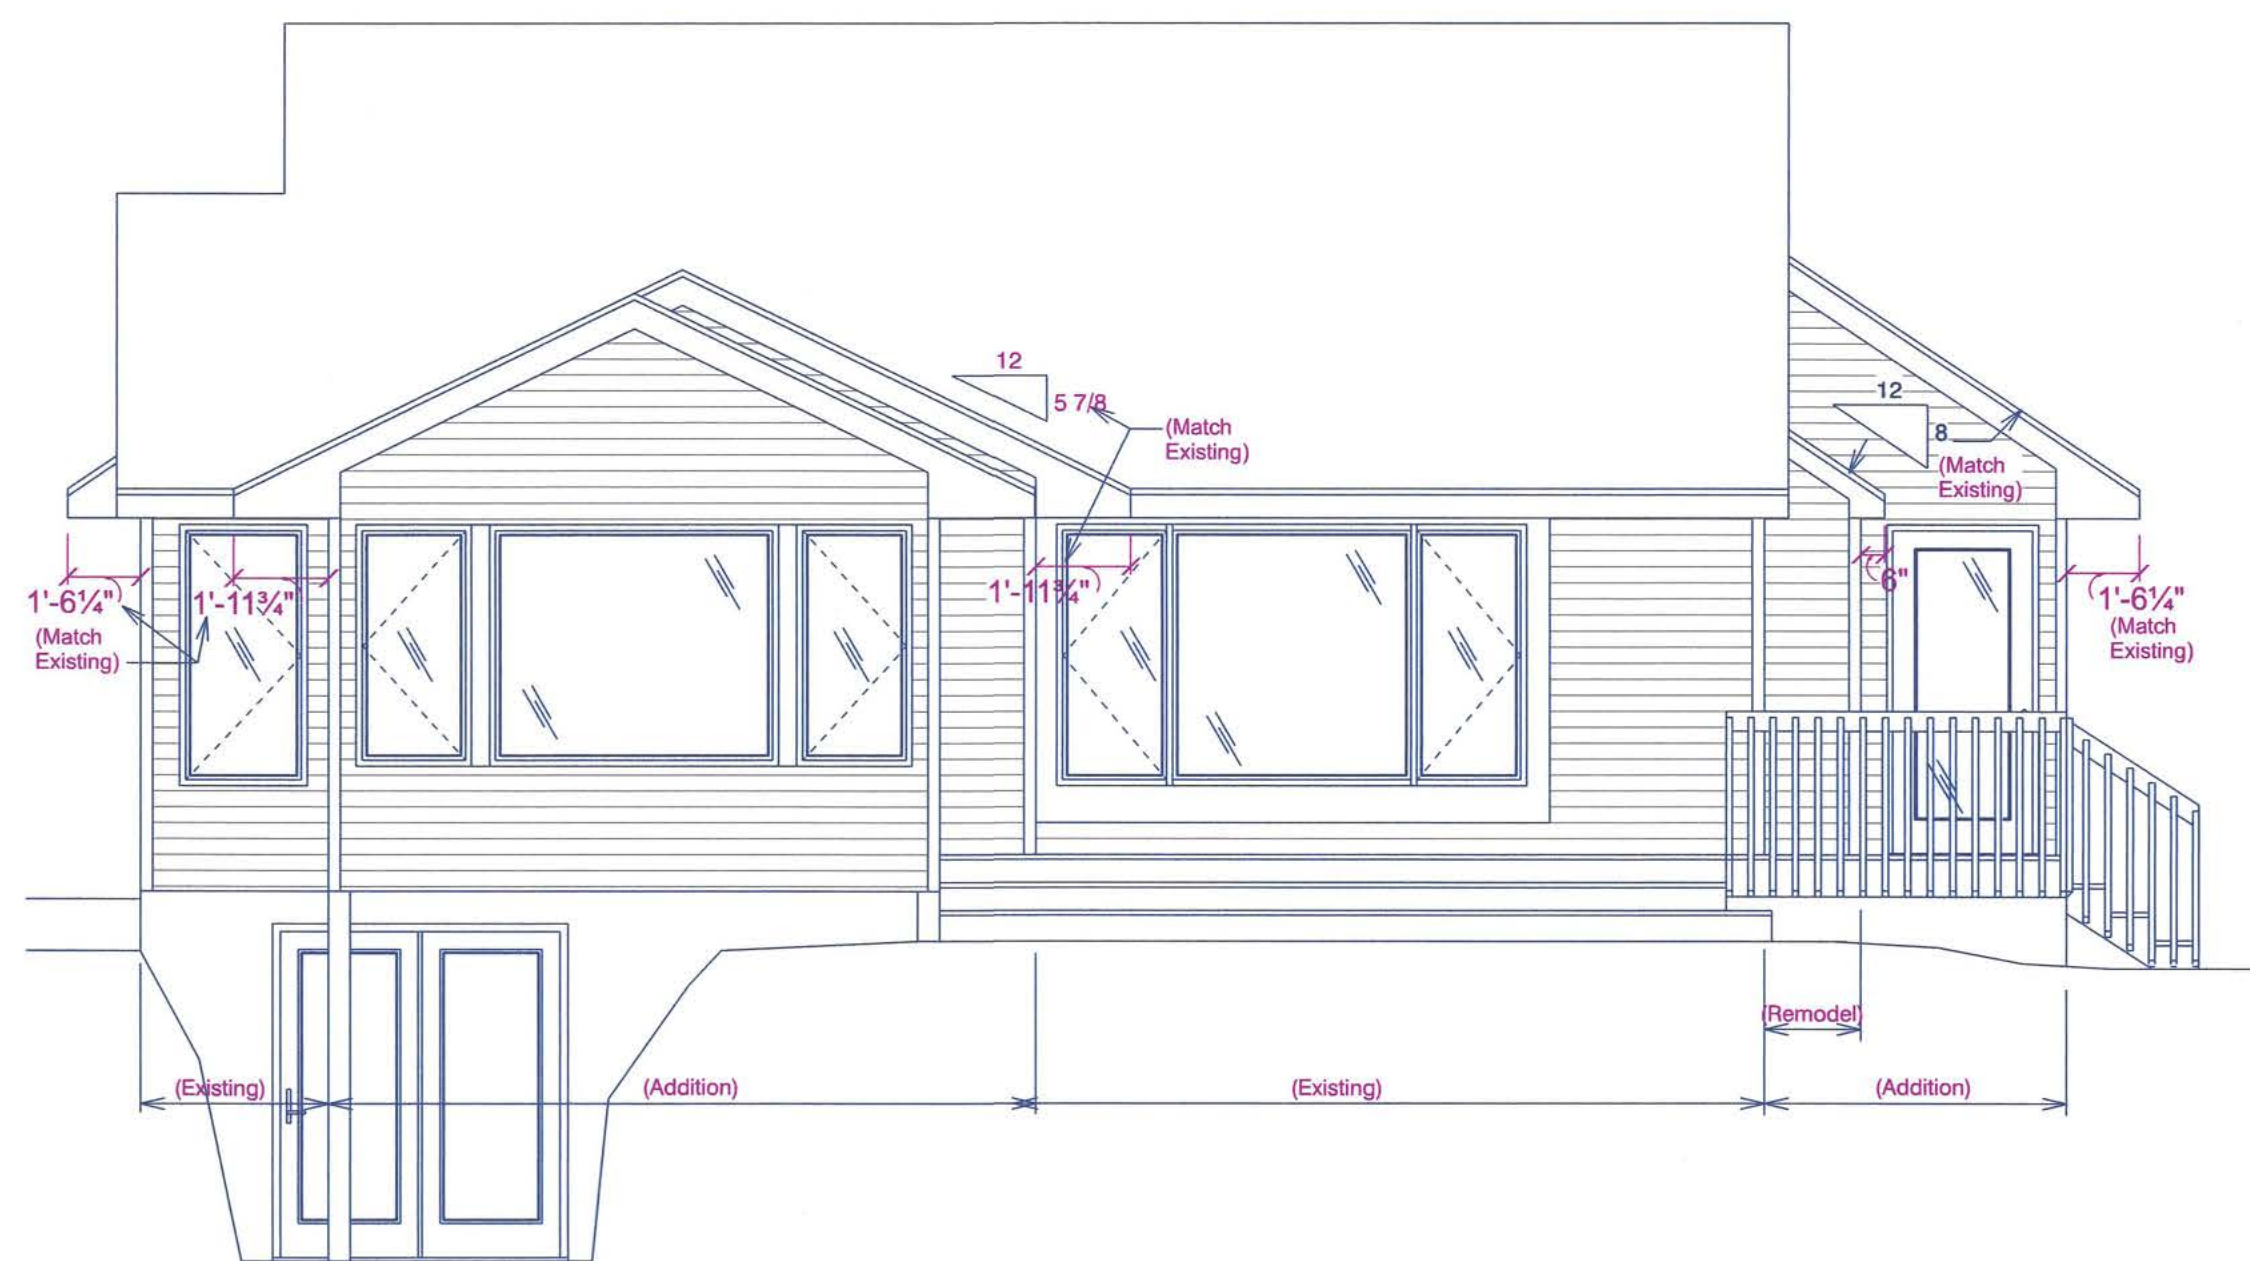 12
5 7/8
(Match
Existing)
12
8
(Match
Existing)
1'-6¼"
(Match
Existing)
1'-11¾"
1'-11¾"
6"
1'-6¼"
(Match
Existing)
(Remodel)
(Existing)
(Addition)
(Existing)
(Addition)